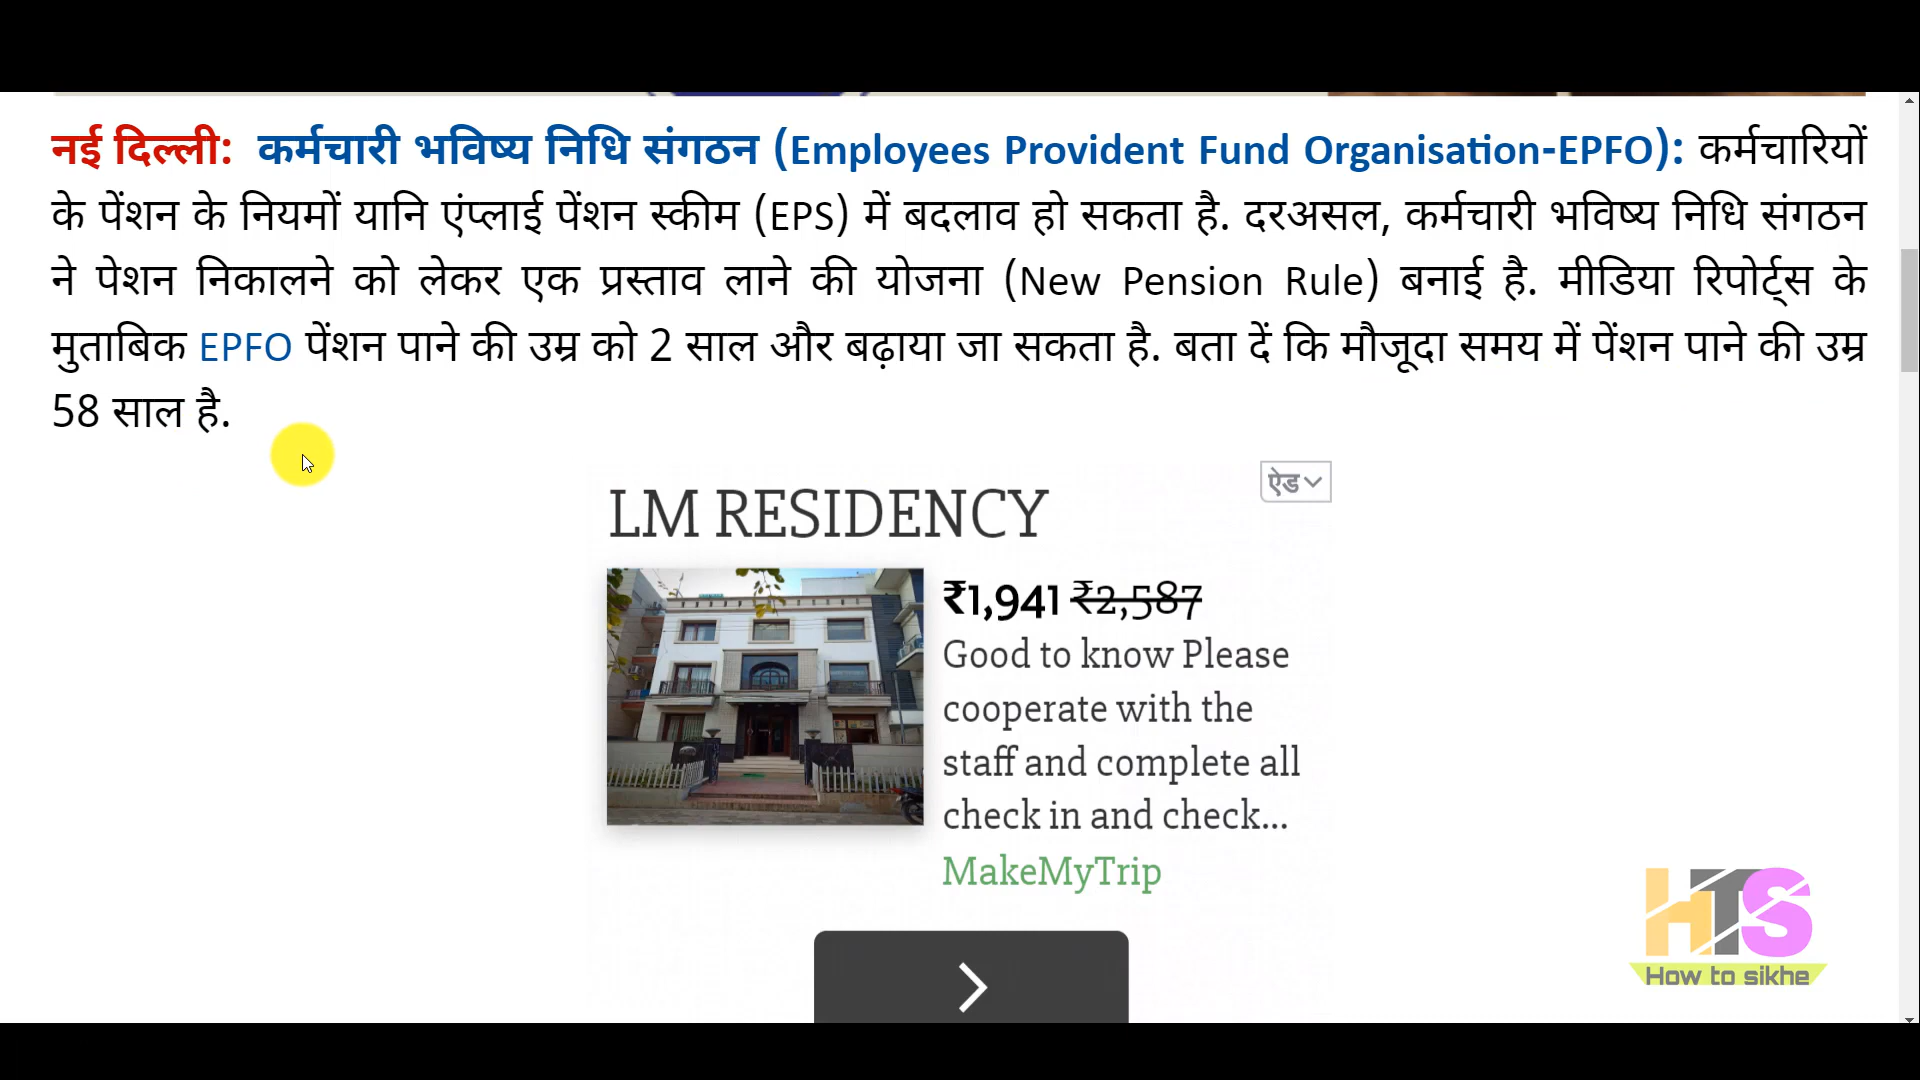 नई दिल्ली: कर्मचारी भविष्य निधि संगठन (Employees Provident Fund Organisation-EPFO): कर्मचारियों
के पेंशन के नियमों यानि एंप्लाई पेंशन स्कीम (EPS) में बदलाव हो सकता है. दरअसल, कर्मचारी भविष्य निधि संगठन
ने पेशन निकालने को लेकर एक प्रस्ताव लाने की योजना (New Pension Rule) बनाई है. मीडिया रिपोर्ट्स के
मुताबिक EPFO पेंशन पाने की उम्र को 2 साल और बढ़ाया जा सकता है. बता दें कि मौजूदा समय में पेंशन पाने की उम्र
58 साल है.
ऐड
LM RESIDENCY
₹1,941 ₹2,587
Good to know Please
cooperate with the
staff and complete all
check in and check...
MakeMyTrip
HTS
How to sikhe